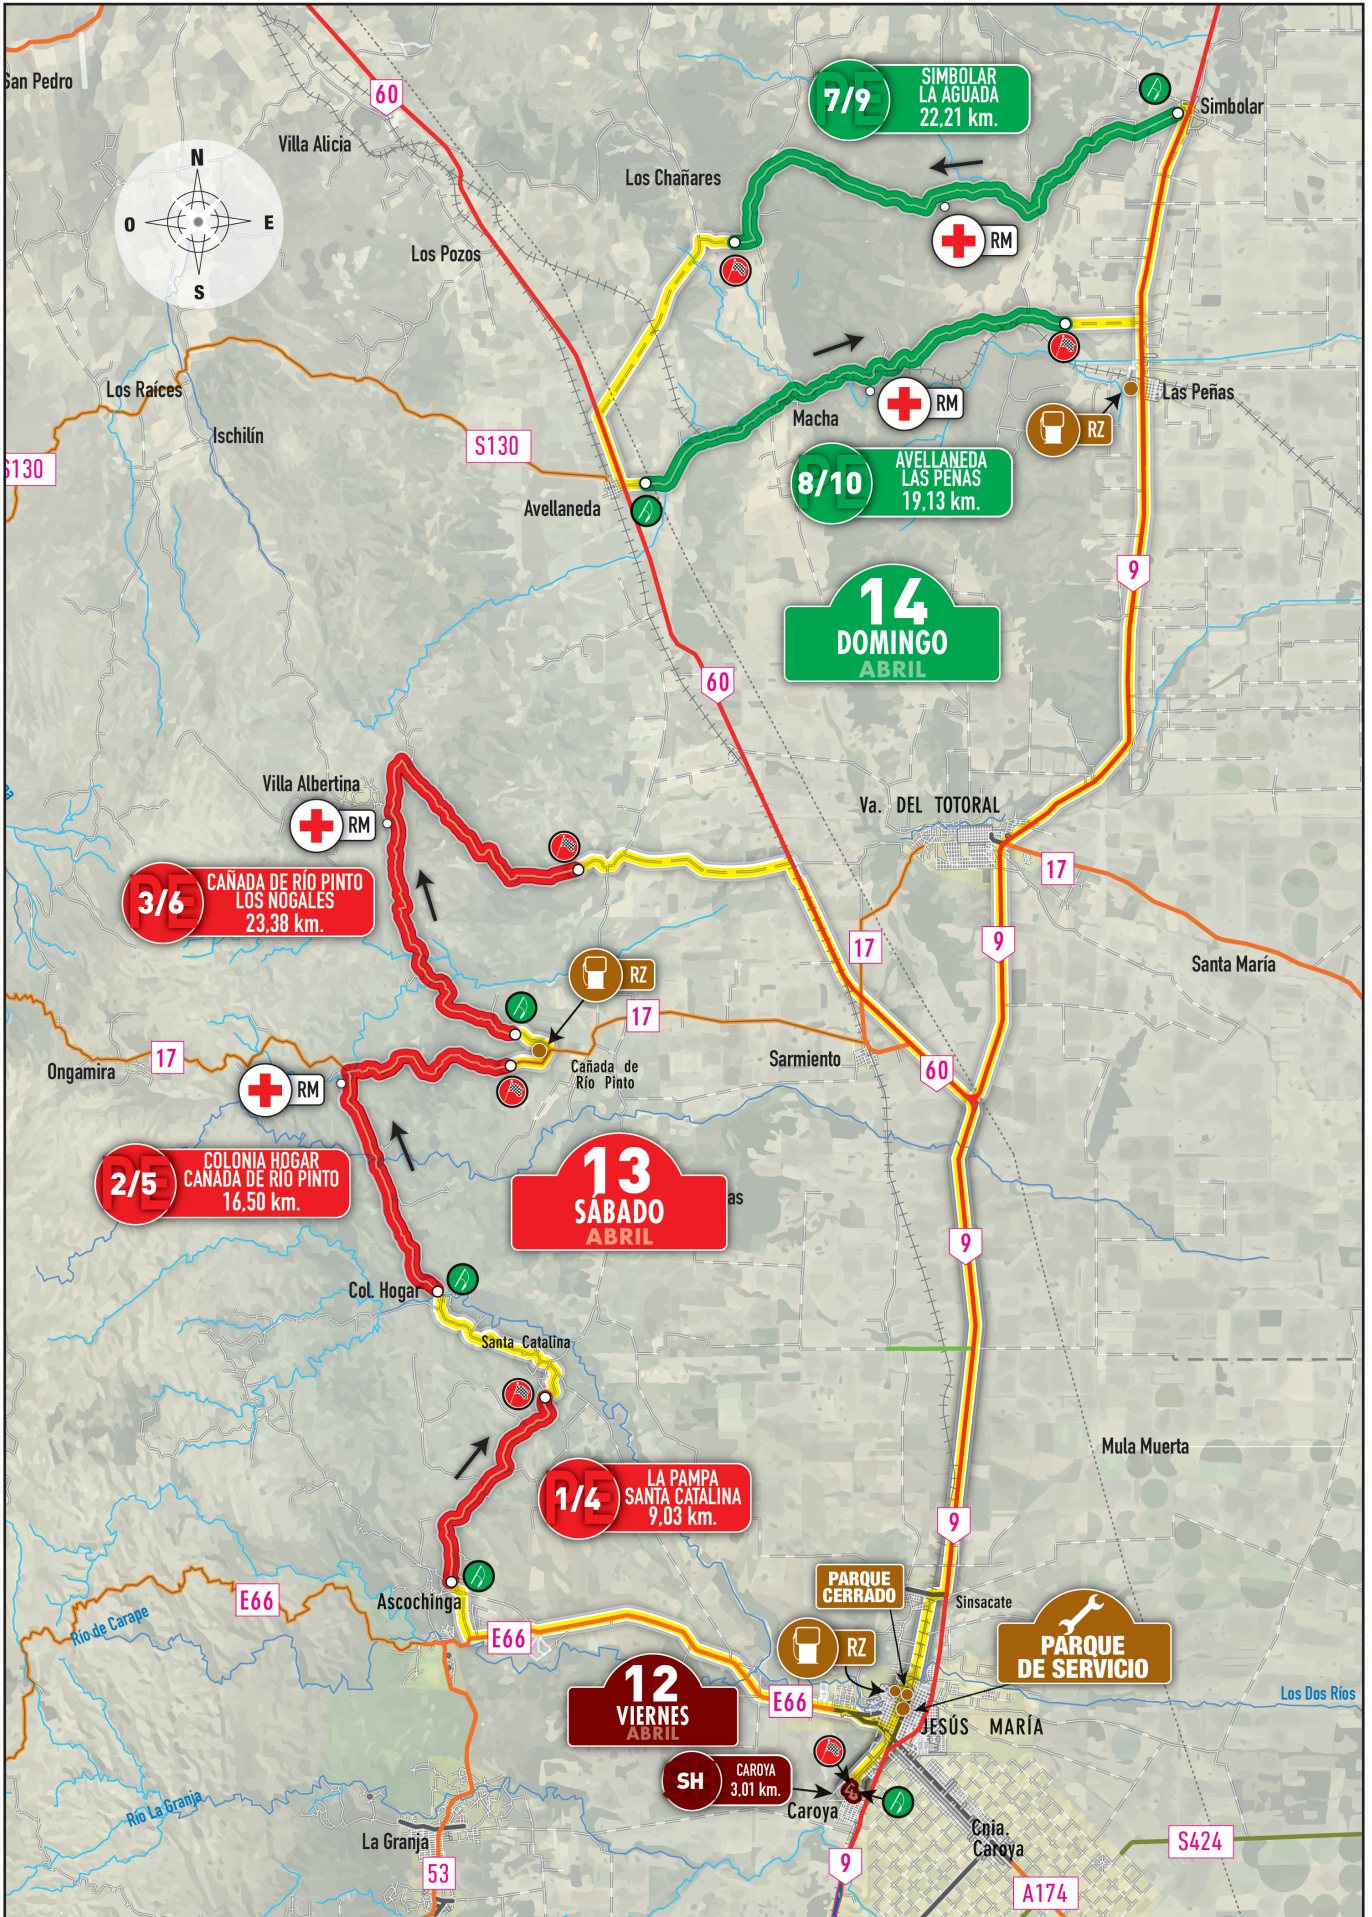 San Pedro
60
Villa Alicia
PE
7/9
SIMBOLAR
LA AGUADA
22,21 km.
Simbolar
N
O
E
S
Los Chañares
Los Pozos
RM
RM
Macha
Las Peñas
RZ
Los Raíces
Ischilín
S130
S130
Avellaneda
PE
8/10
AVELLANEDA
LAS PEÑAS
19,13 km.
9
14
DOMINGO
ABRIL
60
Villa Albertina
RM
Va. DEL TOTORAL
17
PE
3/6
CAÑADA DE RÍO PINTO
LOS NOGALES
23,38 km.
17
9
Santa María
RZ
17
Ongamira
17
RM
Cañada de
Río Pinto
Sarmiento
60
PE
2/5
COLONIA HOGAR
CAÑADA DE RÍO PINTO
16,50 km.
13
SÁBADO
ABRIL
as
9
Col. Hogar
Santa Catalina
Mula Muerta
PE
1/4
LA PAMPA
SANTA CATALINA
9,03 km.
9
Ascochinga
E66
Río de Carape
E66
PARQUE
CERRADO
Sinsacate
RZ
PARQUE
DE SERVICIO
12
VIERNES
ABRIL
E66
Los Dos Ríos
JESÚS MARÍA
SH
CAROYA
3,01 km.
Caroya
Río La Granja
La Granja
53
9
Cnia.
Caroya
S424
A174